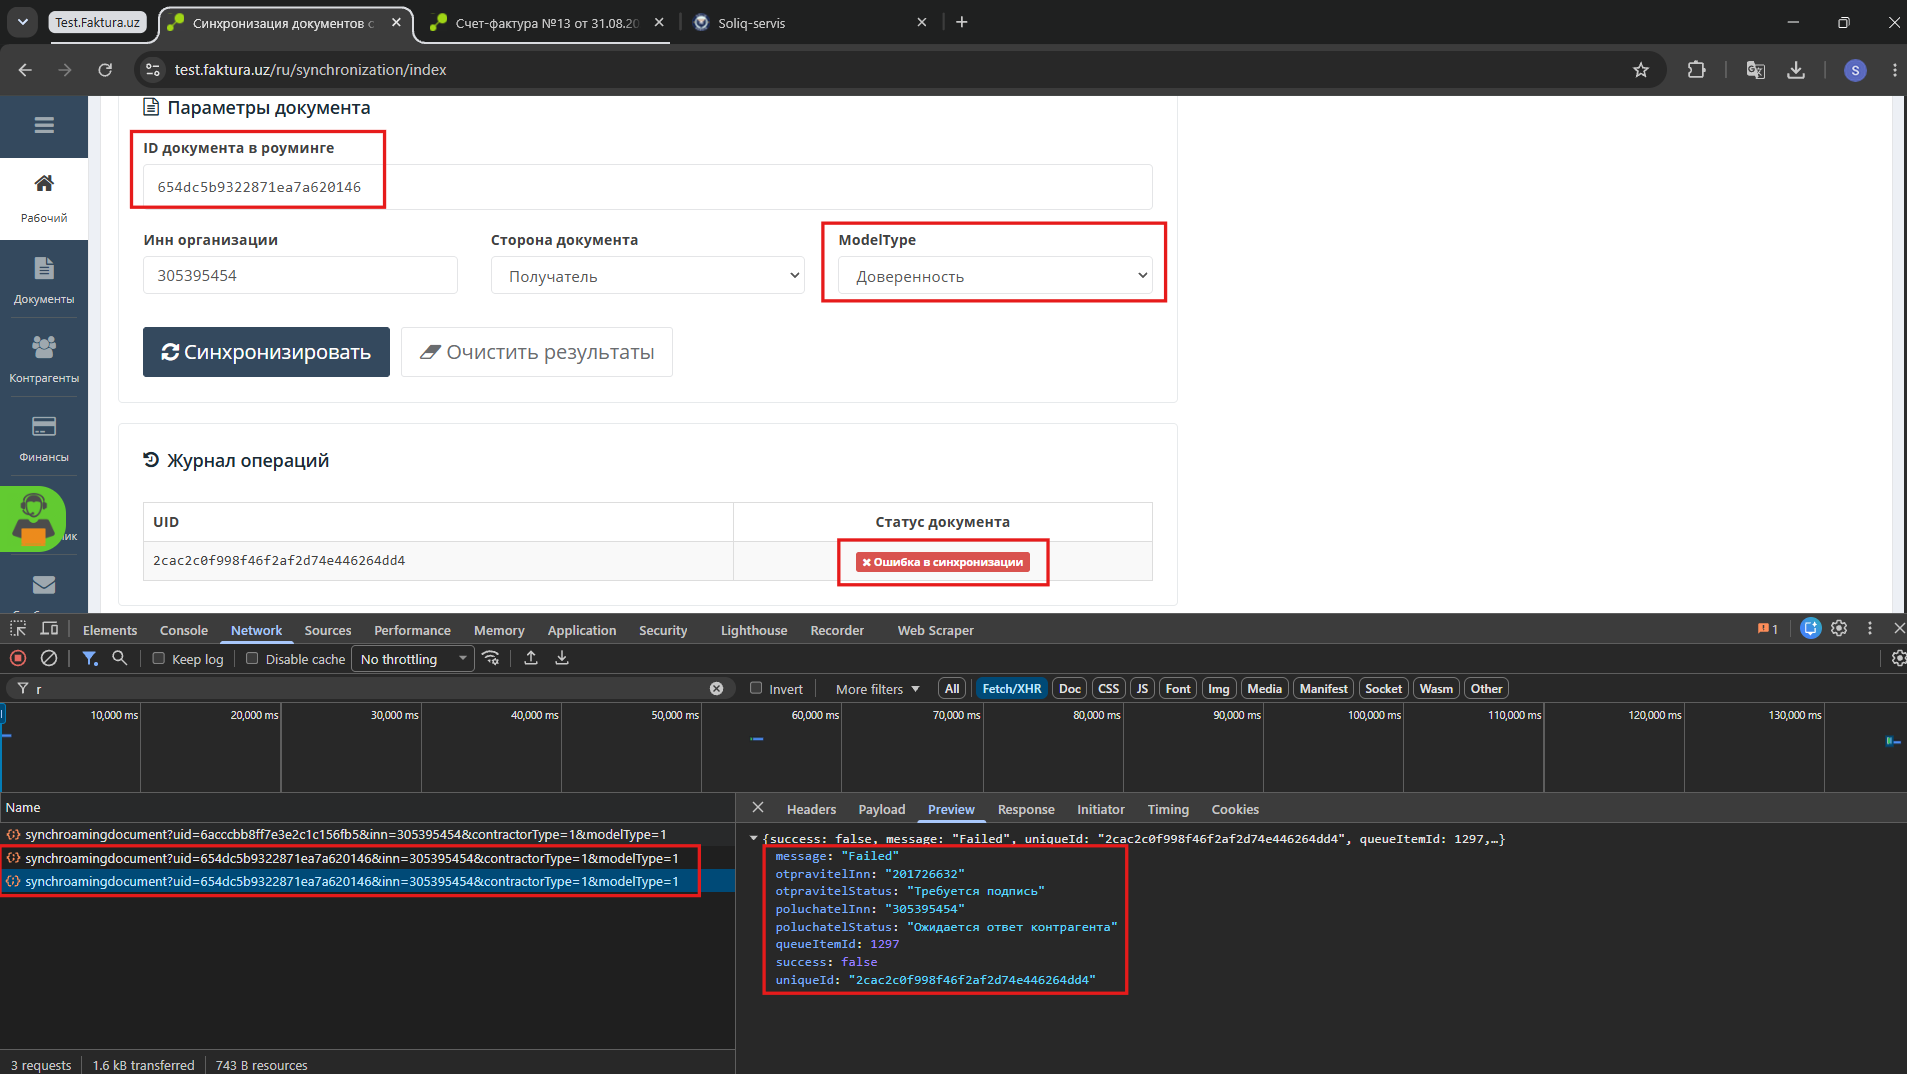 Test.Faktura.uz
Синхронизация документов с
Счет-фактура №13 от 31.08.20
Soliq-servis
test.faktura.uz/ru/synchronization/index
S
Параметры документа
ID документа в роуминге
654dc5b9322871ea7a620146
Рабочий
Инн организации
Сторона документа
ModelType
305395454
Получатель
Доверенность
Документы
Синхронизировать
Очистить результаты
Контрагенты
Финансы
Журнал операций
UID
Статус документа
ик
2cac2c0f998f46f2af2d74e446264dd4
Ошибка в синхронизации
Elements Console Network Sources Performance Memory Application Security Lighthouse Recorder Web Scraper
1
Keep log
Disable cache
No throttling
r
Invert
More filters
All Fetch/XHR Doc CSS JS Font Img Media Manifest Socket Wasm Other
10,000 ms 20,000 ms 30,000 ms 40,000 ms 50,000 ms 60,000 ms 70,000 ms 80,000 ms 90,000 ms 100,000 ms 110,000 ms 120,000 ms 130,000 ms
Name
synchroamingdocument?uid=6acccbb8ff7e3e2c1c156fb5&inn=305395454&contractorType=1&modelType=1
synchroamingdocument?uid=654dc5b9322871ea7a620146&inn=305395454&contractorType=1&modelType=1
synchroamingdocument?uid=654dc5b9322871ea7a620146&inn=305395454&contractorType=1&modelType=1
Headers Payload Preview Response Initiator Timing Cookies
{success: false, message: "Failed", uniqueId: "2cac2c0f998f46f2af2d74e446264dd4", queueItemId: 1297,…}
message: "Failed"
otpravitelInn: "201726632"
otpravitelStatus: "Требуется подпись"
poluchatelInn: "305395454"
poluchatelStatus: "Ожидается ответ контрагента"
queueItemId: 1297
success: false
uniqueId: "2cac2c0f998f46f2af2d74e446264dd4"
3 requests
1.6 kB transferred
743 B resources